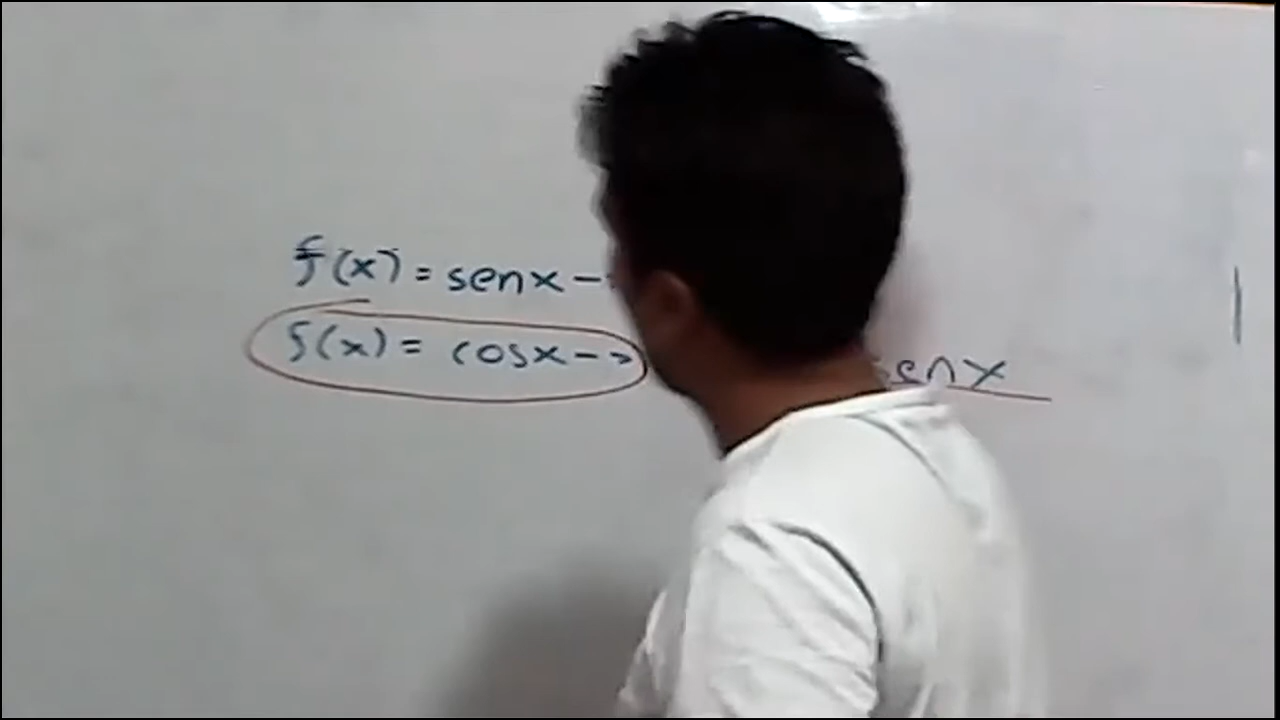 f(x) = senx -
f(x) = cosx -> senx